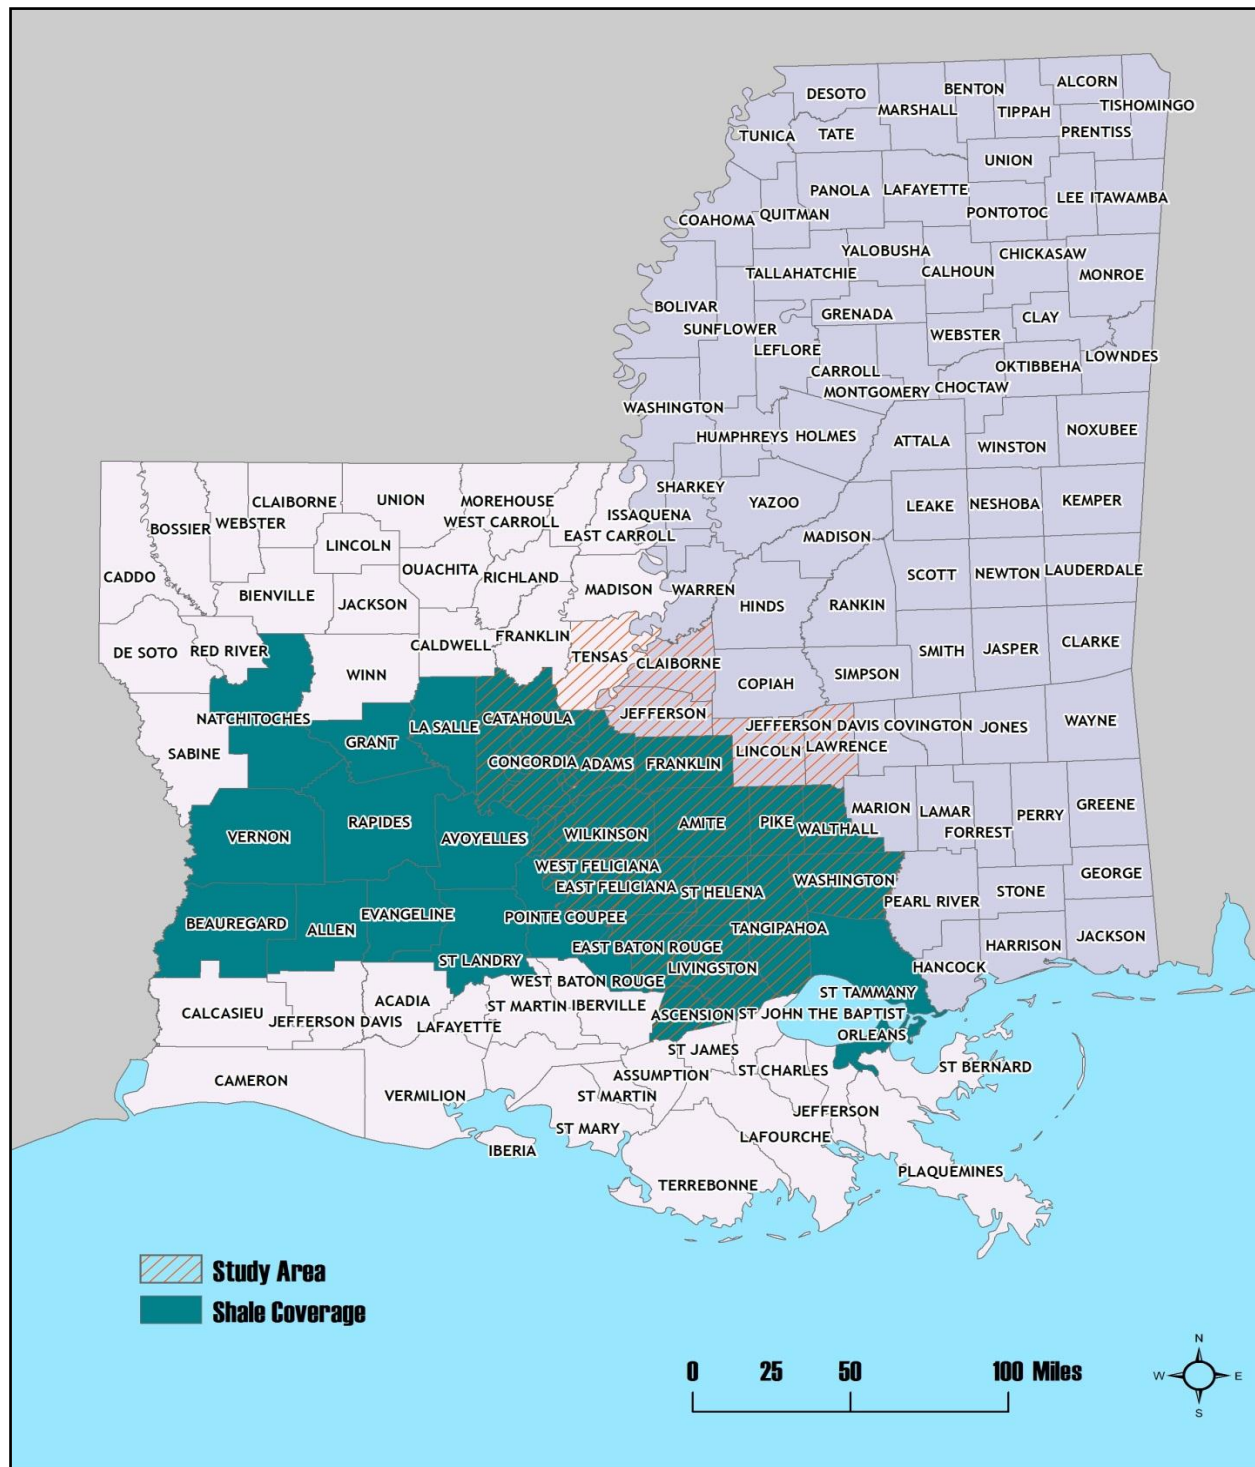 DESOTO
MARSHALL
BENTON
TIPPAH
ALCORN
TISHOMINGO
TUNICA
TATE
PRENTISS
UNION
PANOLA
LAFAYETTE
LEE
ITAWAMBA
COAHOMA
QUITMAN
PONTOTOC
YALOBUSHA
CHICKASAW
TALLAHATCHIE
CALHOUN
MONROE
BOLIVAR
SUNFLOWER
GRENADA
CLAY
WEBSTER
LEFLORE
CARROLL
OKTIBBEHA
LOWNDES
MONTGOMERY
CHOCTAW
WASHINGTON
HUMPHREYS
HOLMES
ATTALA
WINSTON
NOXUBEE
SHARKEY
YAZOO
LEAKE
NESHOBA
KEMPER
ISSAQUENA
MADISON
SCOTT
NEWTON
LAUDERDALE
WARREN
HINDS
RANKIN
SMITH
JASPER
CLARKE
CLAIBORNE
COPIAH
SIMPSON
JEFFERSON
JEFFERSON DAVIS
COVINGTON
JONES
WAYNE
LINCOLN
LAWRENCE
ADAMS
FRANKLIN
MARION
LAMAR
FORREST
PERRY
GREENE
WILKINSON
AMITE
PIKE
WALTHALL
PEARL RIVER
STONE
GEORGE
HARRISON
JACKSON
HANCOCK
CADDO
BOSSIER
WEBSTER
CLAIBORNE
UNION
MOREHOUSE
WEST CARROLL
EAST CARROLL
LINCOLN
OUACHITA
RICHLAND
MADISON
BIENVILLE
JACKSON
CALDWELL
FRANKLIN
TENSAS
DE SOTO
RED RIVER
WINN
NATCHITOCHES
LA SALLE
CATAHOULA
SABINE
GRANT
CONCORDIA
VERNON
RAPIDES
AVOYELLES
WEST FELICIANA
EAST FELICIANA
ST HELENA
WASHINGTON
BEAUREGARD
ALLEN
EVANGELINE
POINTE COUPEE
TANGIPAHOA
ST LANDRY
EAST BATON ROUGE
WEST BATON ROUGE
LIVINGSTON
ST TAMMANY
CALCASIEU
JEFFERSON DAVIS
ACADIA
LAFAYETTE
ST MARTIN
IBERVILLE
ASCENSION
ST JOHN THE BAPTIST
ORLEANS
ST JAMES
ST CHARLES
ST BERNARD
CAMERON
VERMILION
ASSUMPTION
ST MARTIN
JEFFERSON
ST MARY
LAFOURCHE
IBERIA
TERREBONNE
PLAQUEMINES
Study Area
Shale Coverage
0 25 50 100 Miles
N
W E
S